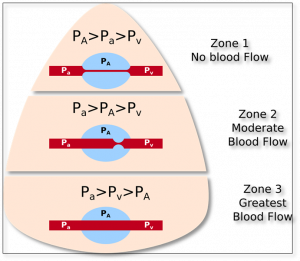 PA>Pa>Pv
Zone 1
No blood Flow
PA
Pa
Pv
Pa>PA>Pv
Zone 2
Moderate
Blood Flow
PA
Pa
Pv
Pa>Pv>PA
Zone 3
Greatest
Blood Flow
PA
Pa
Pv